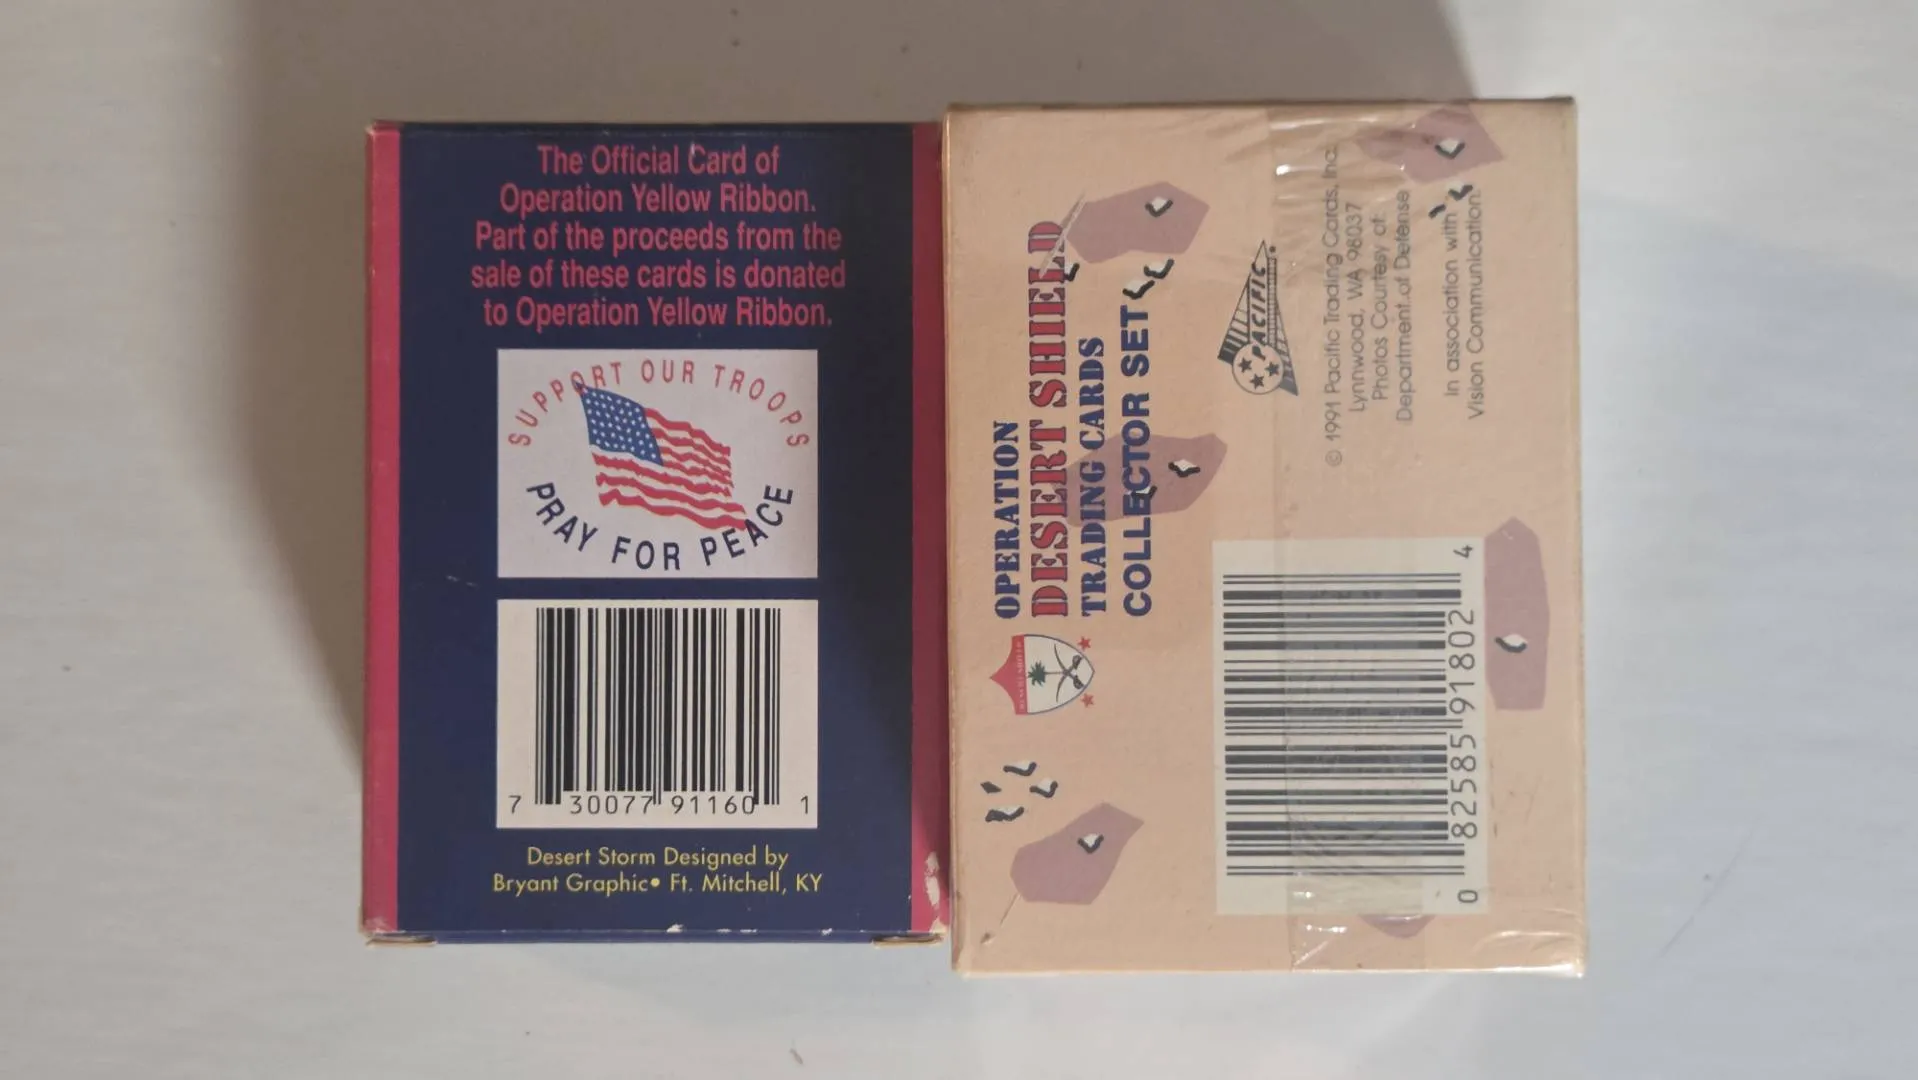 The Official Card of
Operation Yellow Ribbon.
Part of the proceeds from the
sale of these cards is donated
to Operation Yellow Ribbon.
SUPPORT OUR TROOPS
PRAY FOR PEACE
7 30077 91160 1
Desert Storm Designed by
Bryant Graphic• Ft. Mitchell, KY
OPERATION
DESERT SHIELD
TRADING CARDS
COLLECTOR SET
PACIFIC
© 1991 Pacific Trading Cards, Inc.
Lynnwood, WA 98037
Photos Courtesy of:
Department of Defense
In association with
Vision Communication.
0 82585 91802 4